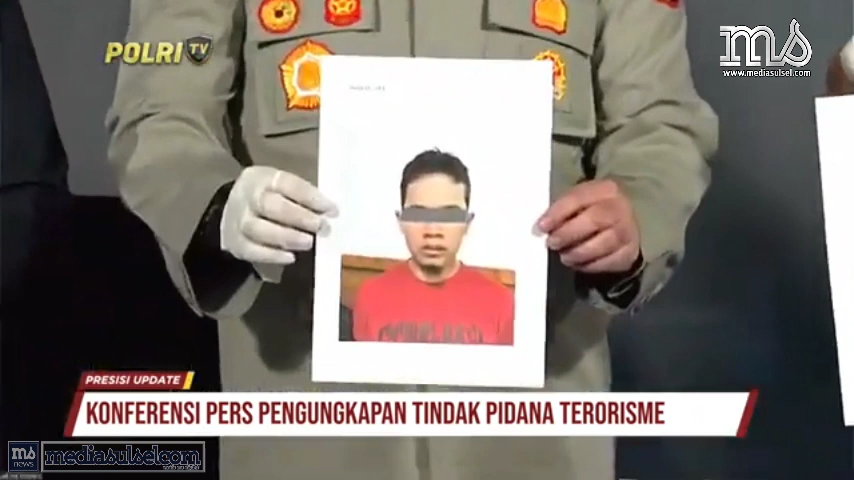 POLRI TV
ms
www.mediasulsel.com
PRESISI UPDATE
KONFERENSI PERS PENGUNGKAPAN TINDAK PIDANA TERORISME
ms
NEWS
mediasulsel.com